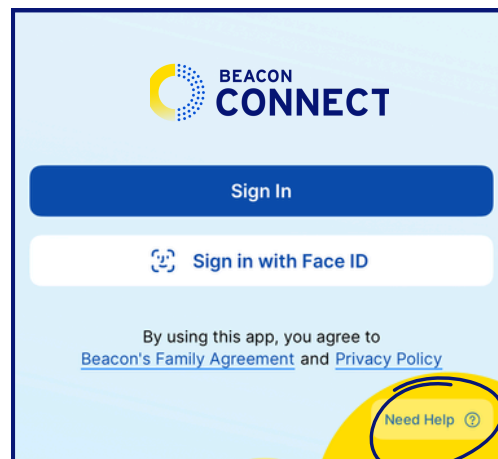 BEACON
CONNECT
Sign In
Sign in with Face ID
By using this app, you agree to
Beacon's Family Agreement and Privacy Policy
Need Help ?